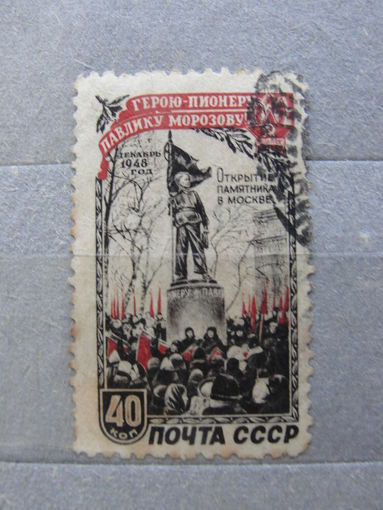 ГЕРОЮ-ПИОНЕРУ
ПАВЛИКУ МОРОЗОВУ
ДЕКАБРЬ
1948
ГОД
ОТКРЫТИЕ
ПАМЯТНИКА
В МОСКВЕ
40
КОП
ПОЧТА СССР